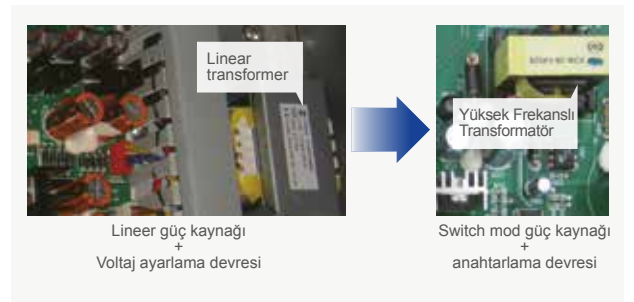 Linear
transformer
Lineer güç kaynağı
+
Voltaj ayarlama devresi
Yüksek Frekanslı
Transformatör
Switch mod güç kaynağı
+
anahtarlama devresi